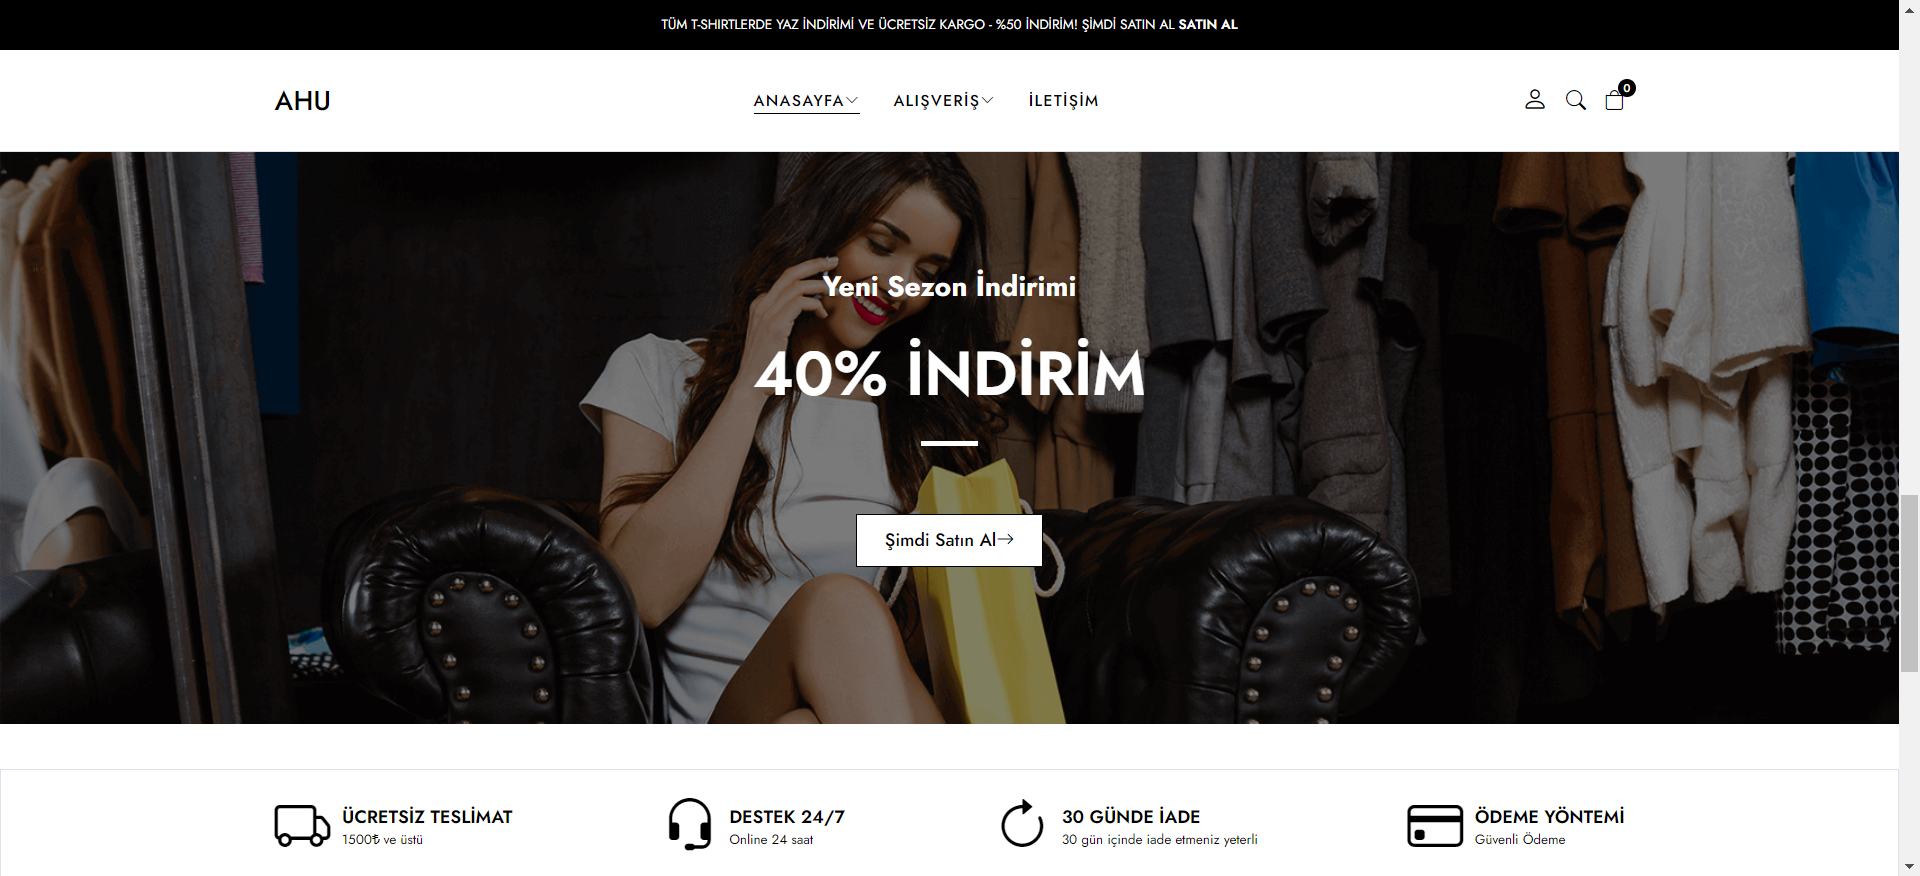 TÜM T-SHIRTLERDE YAZ İNDİRİMİ VE ÜCRETSİZ KARGO - %50 İNDİRİM! ŞİMDİ SATIN AL SATIN AL
AHU
ANASAYFA
ALIŞVERİŞ
İLETİŞİM
0
Yeni Sezon İndirimi
40% İNDİRİM
Şimdi Satın Al
ÜCRETSİZ TESLİMAT
1500₺ ve üstü
DESTEK 24/7
Online 24 saat
30 GÜNDE İADE
30 gün içinde iade etmeniz yeterli
ÖDEME YÖNTEMİ
Güvenli Ödeme